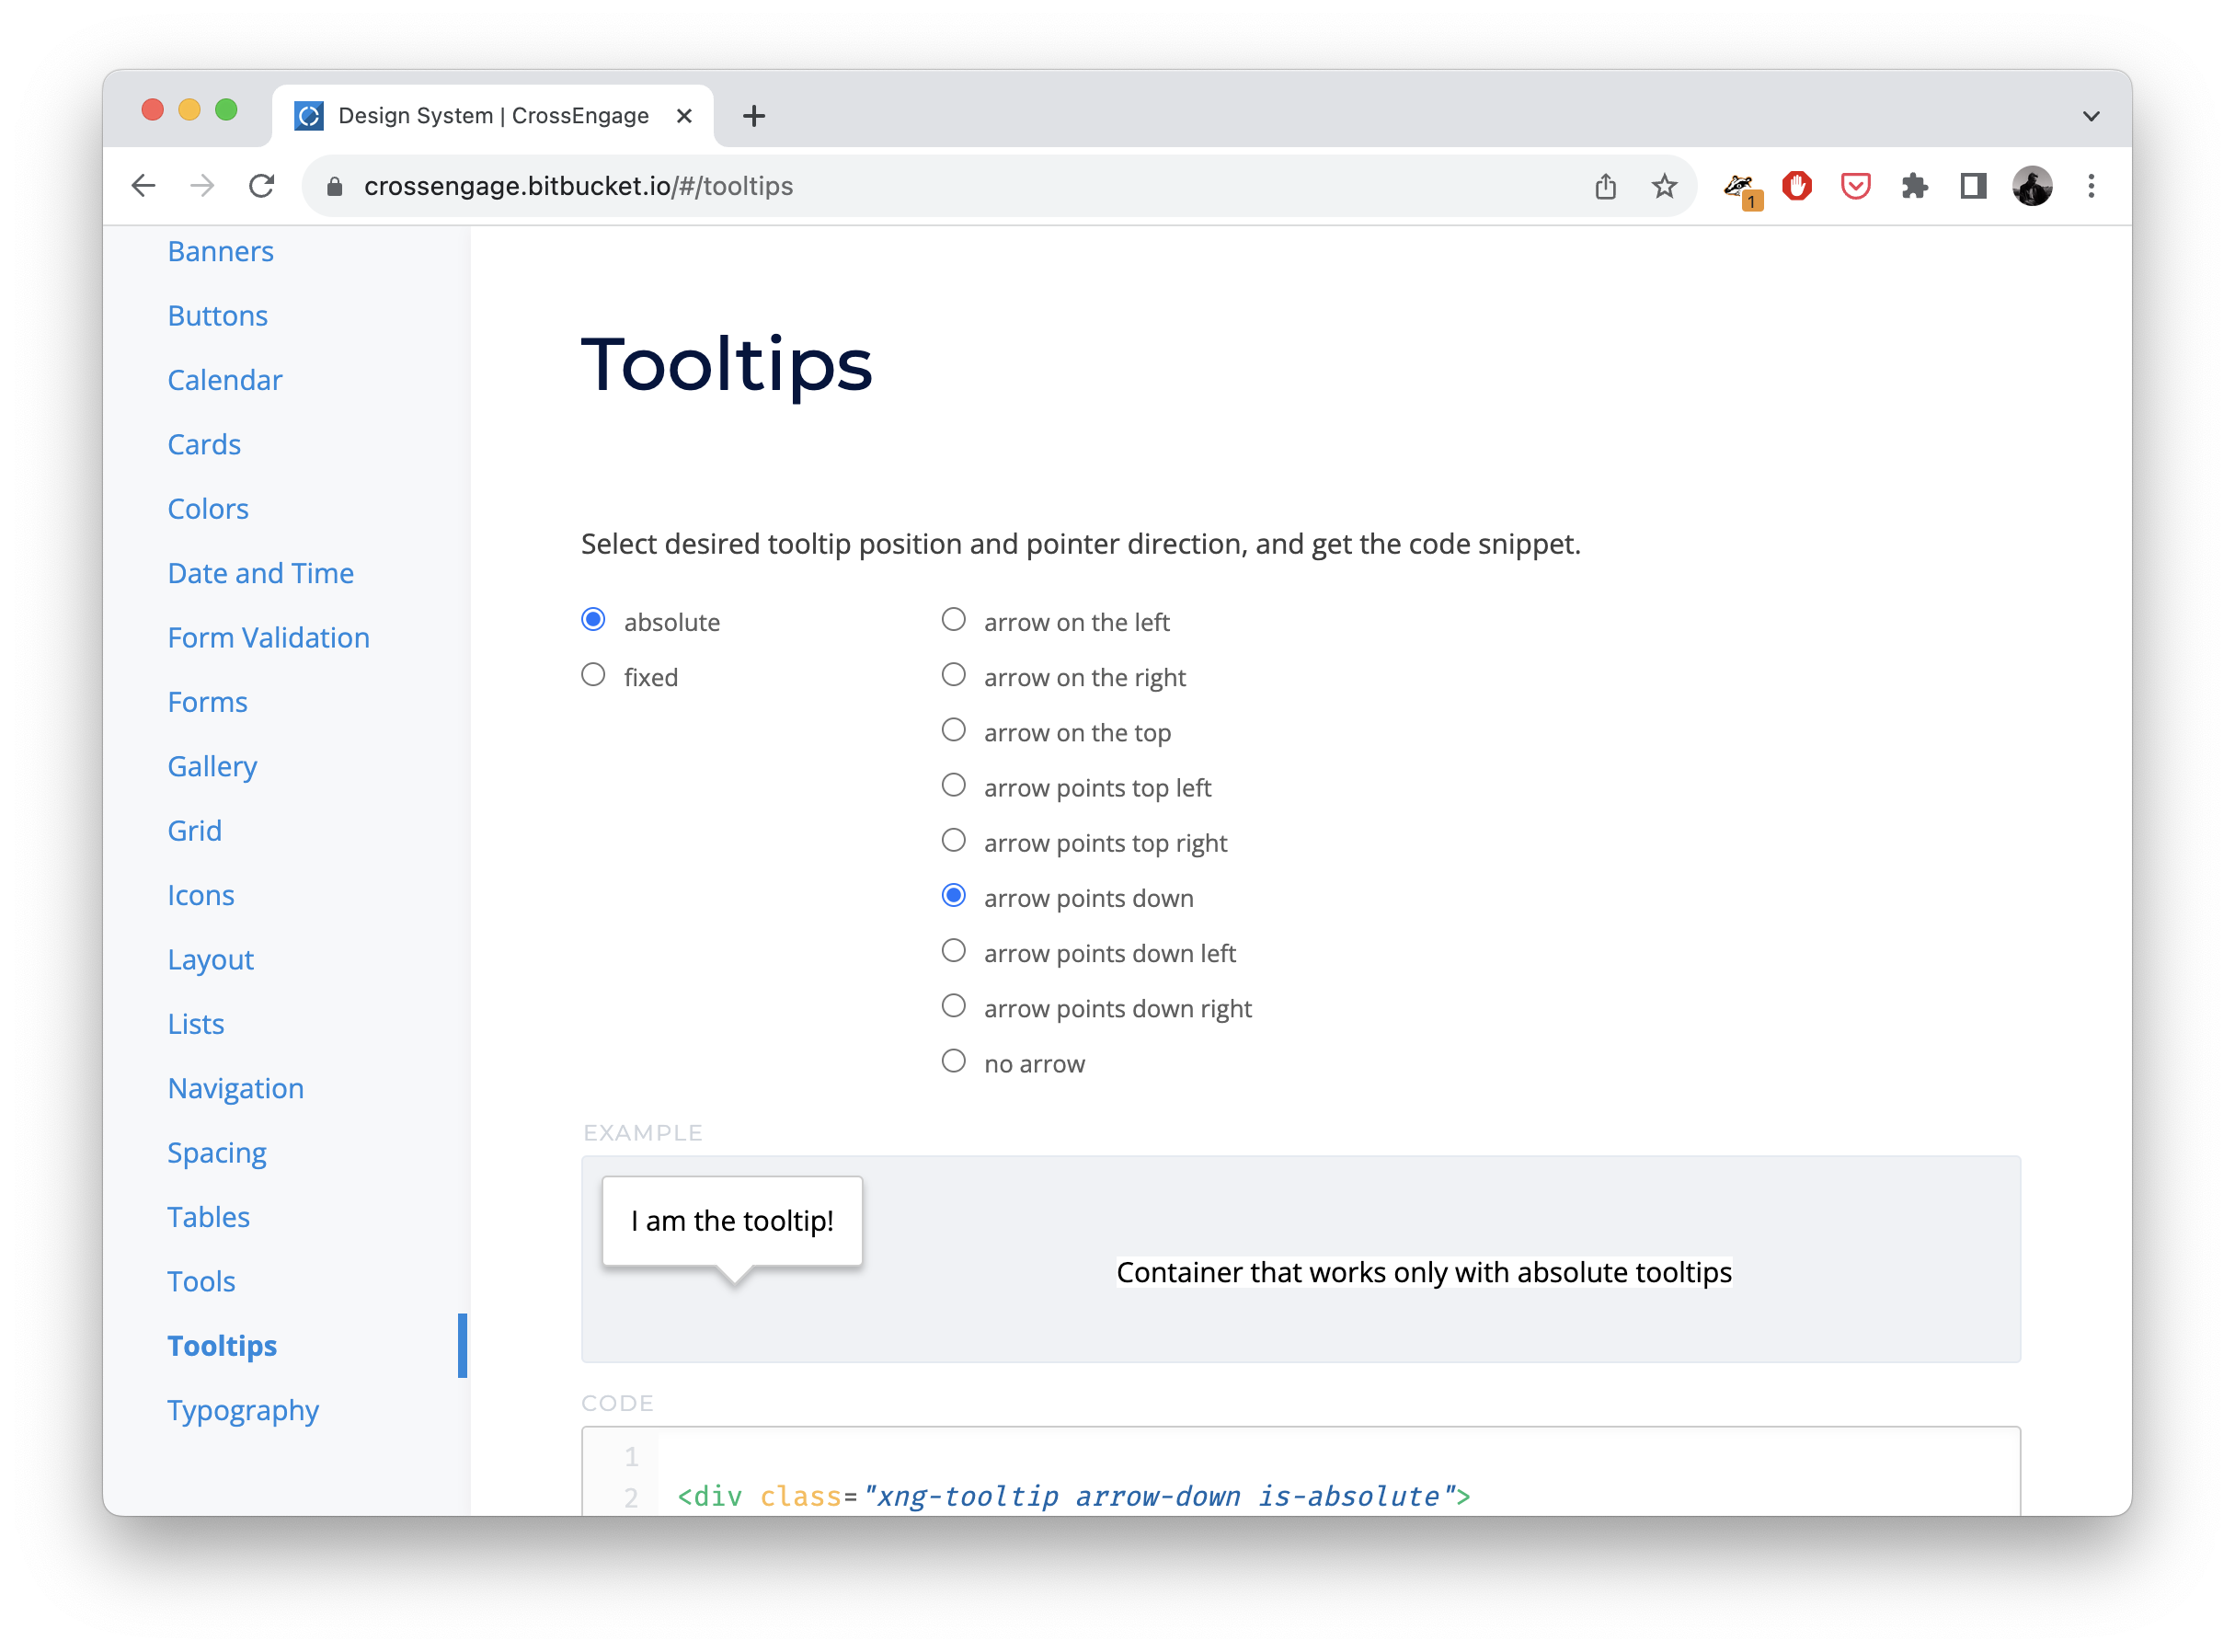 Design System | CrossEngage
crossengage.bitbucket.io/#/tooltips
1
Banners
Buttons
Calendar
Cards
Colors
Date and Time
Form Validation
Forms
Gallery
Grid
Icons
Layout
Lists
Navigation
Spacing
Tables
Tools
Tooltips
Typography
Tooltips
Select desired tooltip position and pointer direction, and get the code snippet.
absolute
fixed
arrow on the left
arrow on the right
arrow on the top
arrow points top left
arrow points top right
arrow points down
arrow points down left
arrow points down right
no arrow
EXAMPLE
I am the tooltip!
Container that works only with absolute tooltips
CODE
1
2 <div class="xng-tooltip arrow-down is-absolute">